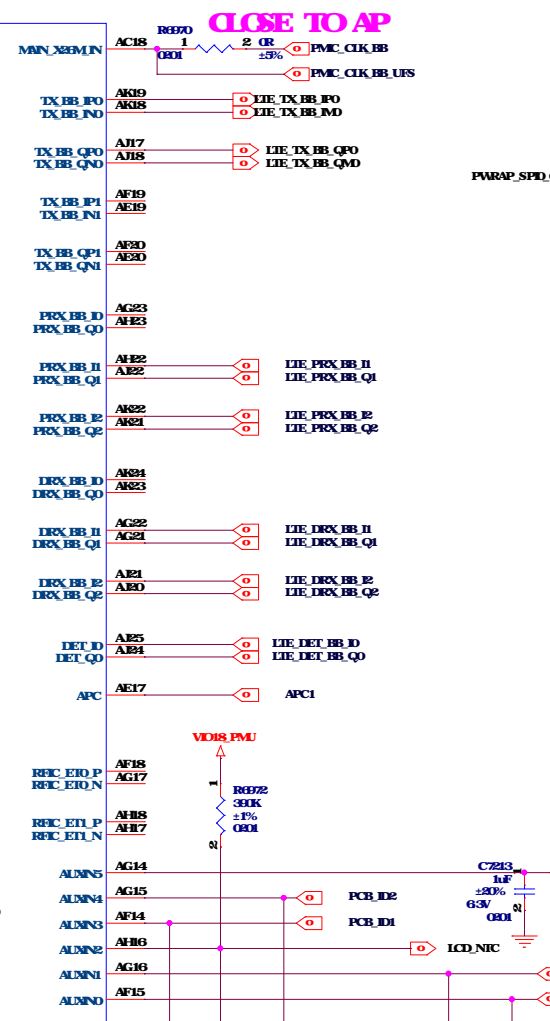 CLOSE TO AP
R6970
MAIN_X26M_IN AC18 1 2 0R PMIC_CLK_BB
0201 ±5%
PMIC_CLK_BB_UFS
TX_BB_IP0 AK19 LTE_TX_BB_IP0
TX_BB_IN0 AK18 LTE_TX_BB_IM0
TX_BB_QP0 AJ17 LTE_TX_BB_QP0
TX_BB_QN0 AJ18 LTE_TX_BB_QM0
PWRAP_SPI0_
TX_BB_IP1 AF19
TX_BB_IN1 AE19
TX_BB_QP1 AF20
TX_BB_QN1 AE20
PRX_BB_I0 AG23
PRX_BB_Q0 AH23
PRX_BB_I1 AH22 LTE_PRX_BB_I1
PRX_BB_Q1 AJ22 LTE_PRX_BB_Q1
PRX_BB_I2 AK22 LTE_PRX_BB_I2
PRX_BB_Q2 AK21 LTE_PRX_BB_Q2
DRX_BB_I0 AK24
DRX_BB_Q0 AK23
DRX_BB_I1 AG22 LTE_DRX_BB_I1
DRX_BB_Q1 AG21 LTE_DRX_BB_Q1
DRX_BB_I2 AJ21 LTE_DRX_BB_I2
DRX_BB_Q2 AJ20 LTE_DRX_BB_Q2
DET_I0 AJ25 LTE_DET_BB_I0
DET_Q0 AJ24 LTE_DET_BB_Q0
APC AE17 APC1
VIO18_PMU
RFIC_ET0_P AF18
RFIC_ET0_N AG17
1
R6972
390K
±1%
0201
2
RFIC_ET1_P AH18
RFIC_ET1_N AH17
AUXIN5 AG14
C7213 1
1uF
±20%
6.3V 2
0201
AUXIN4 AG15 PCB_ID2
AUXIN3 AF14 PCB_ID1
AUXIN2 AH16 LCD_NTC
AUXIN1 AG16
AUXIN0 AF15